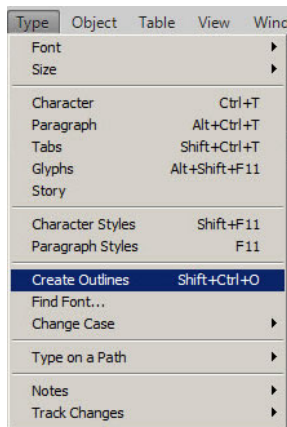 Type Object Table View Wind
Font
Size
Character Ctrl+T
Paragraph Alt+Ctrl+T
Tabs Shift+Ctrl+T
Glyphs Alt+Shift+F11
Story
Character Styles Shift+F11
Paragraph Styles F11
Create Outlines Shift+Ctrl+O
Find Font...
Change Case
Type on a Path
Notes
Track Changes